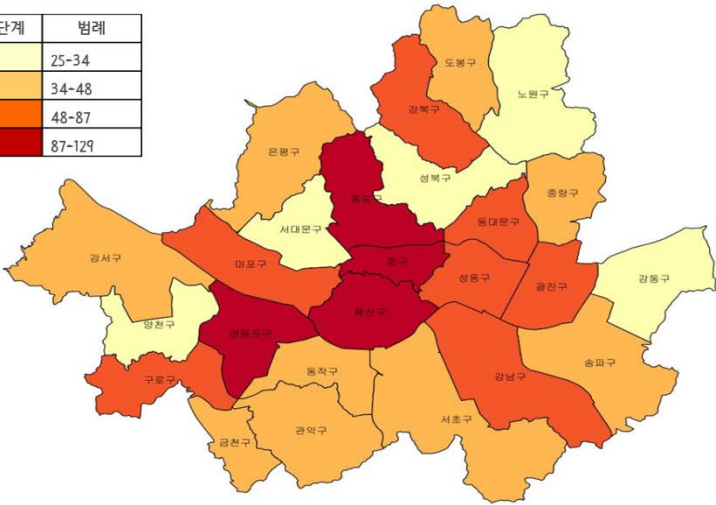 단계 범례
25-34
34-48
48-87
87-129
도봉구
노원구
강북구
은평구
성북구
중랑구
종로구
서대문구
동대문구
강서구
마포구
중구
성동구
광진구
강동구
양천구
영등포구
용산구
구로구
동작구
강남구
송파구
금천구
관악구
서초구